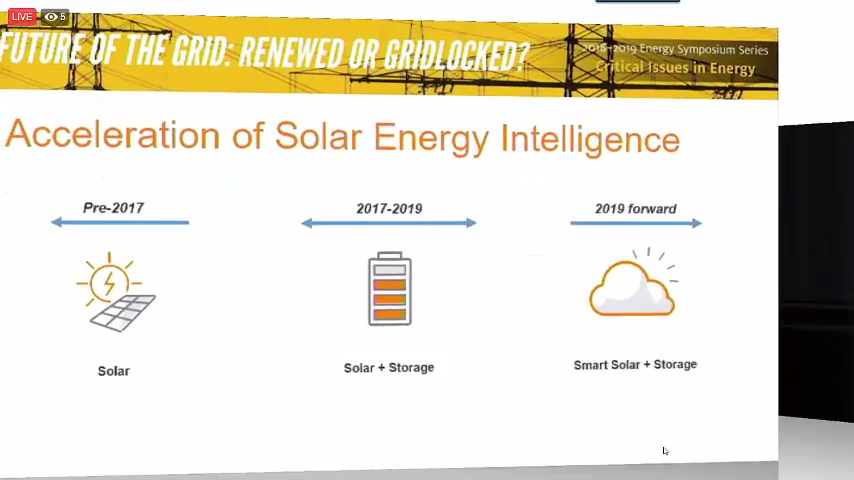 LIVE 5
FUTURE OF THE GRID: RENEWED OR GRIDLOCKED?
2018-2019 Energy Symposium Series
Critical Issues in Energy
Acceleration of Solar Energy Intelligence
Pre-2017
2017-2019
2019 forward
Solar
Solar + Storage
Smart Solar + Storage